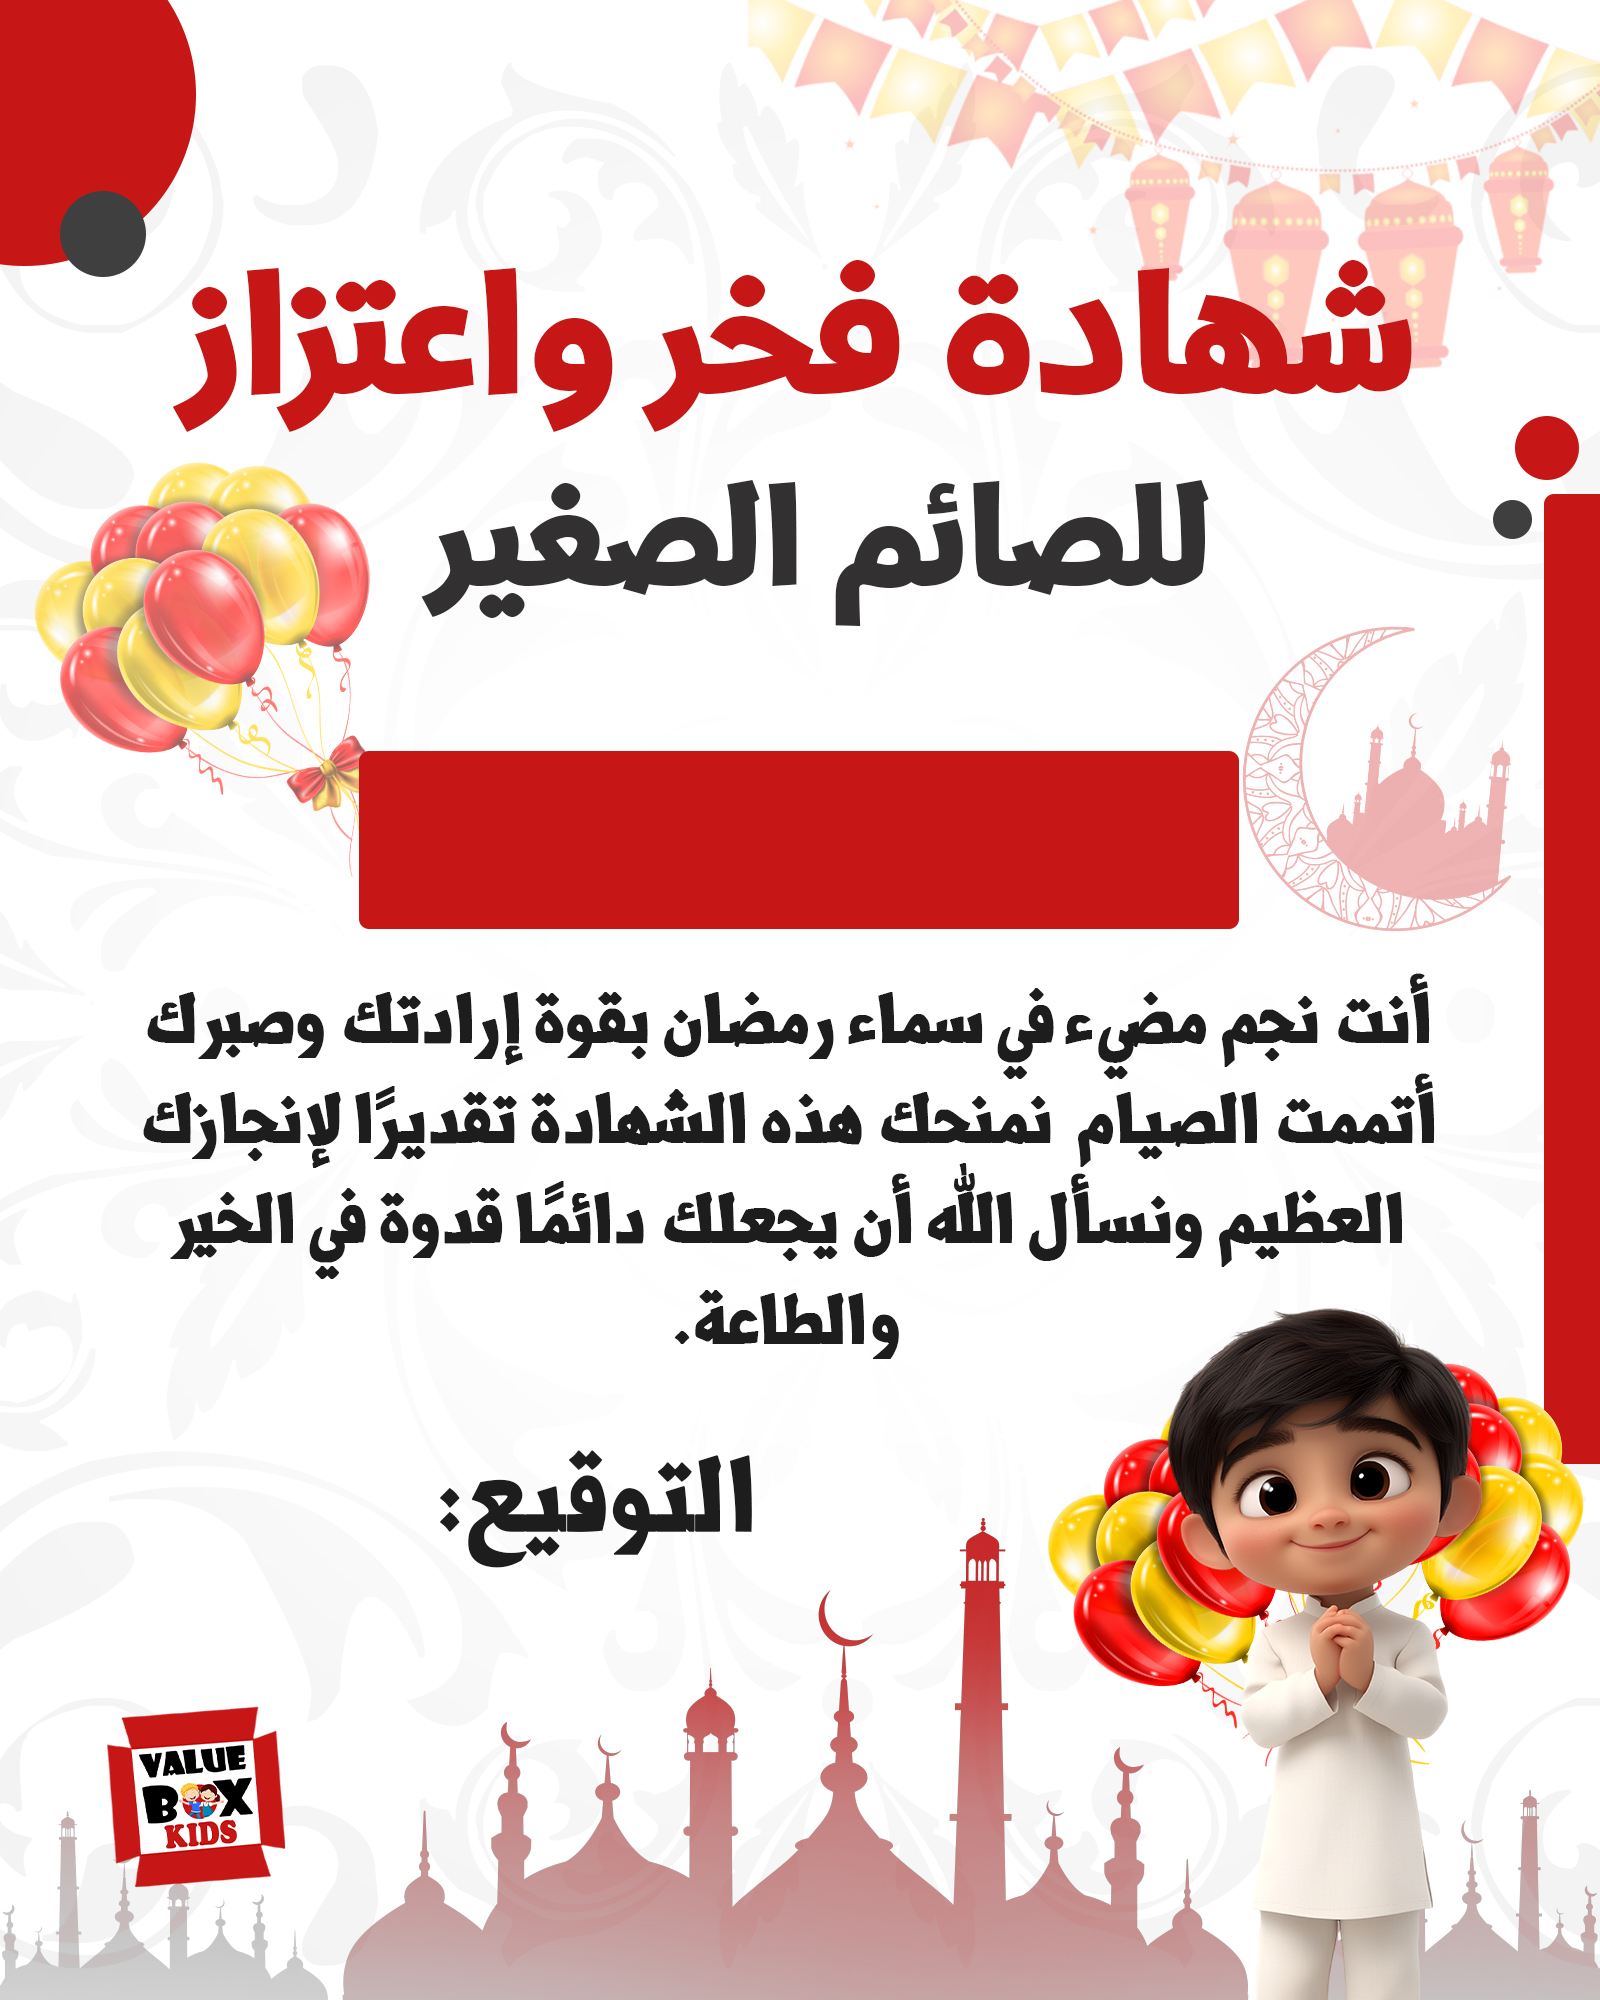 شهادة فخر واعتزاز
للصائم الصغير
أنت نجم مضيء في سماء رمضان بقوة إرادتك وصبرك
أتممت الصيام نمنحك هذه الشهادة تقديرًا لإنجازك
العظيم ونسأل الله أن يجعلك دائمًا قدوة في الخير
والطاعة.
التوقيع:
VALUE
BOX
KIDS